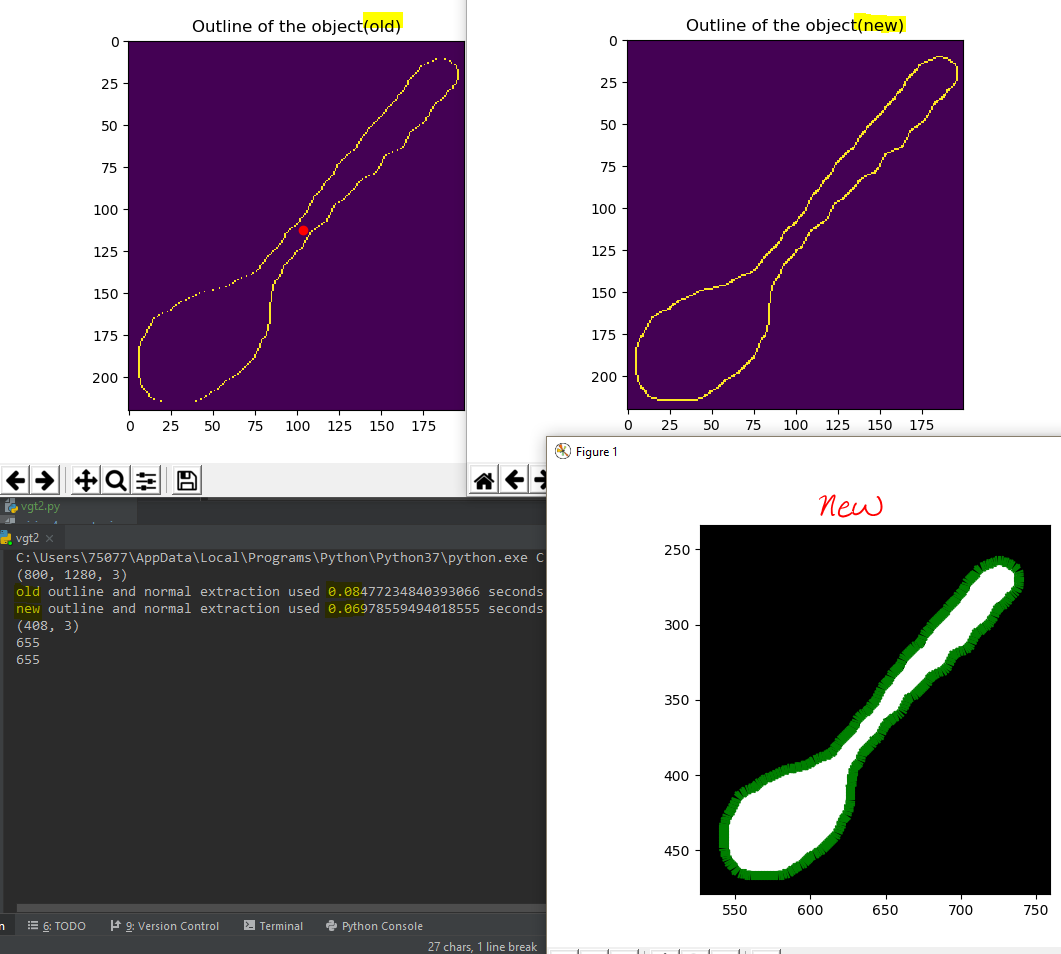 Outline of the object(old)
0
25
50
75
100
125
150
175
200
0 25 50 75 100 125 150 175
Outline of the object(new)
0
25
50
75
100
125
150
175
200
0 25 50 75 100 125 150 175
vgt2.py
vgt2
C:\Users\75077\AppData\Local\Programs\Python\Python37\python.exe C
(800, 1280, 3)
old outline and normal extraction used 0.08477234840393066 seconds
new outline and normal extraction used 0.06978559494018555 seconds
(408, 3)
655
655
n 6: TODO 9: Version Control Terminal Python Console
27 chars, 1 line break
Figure 1
New
250
300
350
400
450
550 600 650 700 750